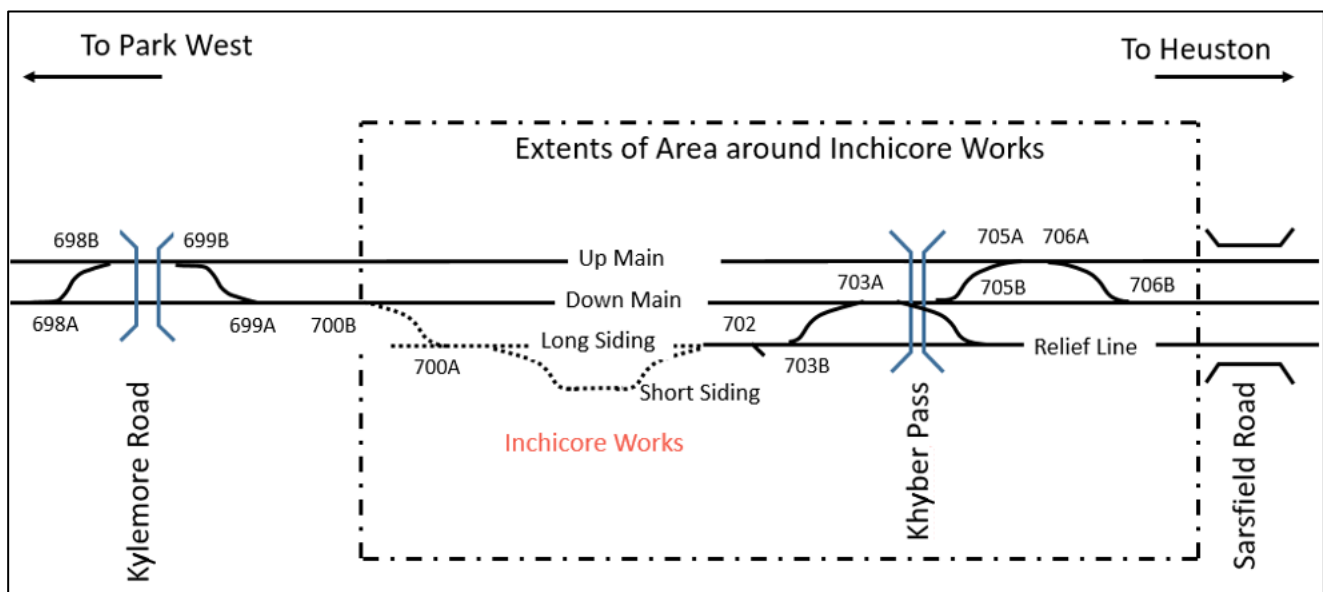 To Park West
To Heuston
Extents of Area around Inchicore Works
698B
699B
705A
706A
Up Main
703A
Down Main
705B
706B
698A
699A
700B
702
Long Siding
Relief Line
700A
703B
Short Siding
Inchicore Works
Kylemore Road
Khyber Pass
Sarsfield Road